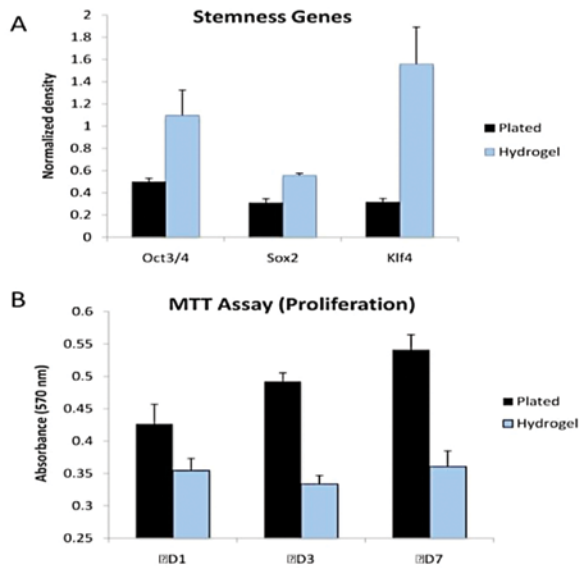 A
Stemness Genes
Normalized density
2
1.8
1.6
1.4
1.2
1
0.8
0.6
0.4
0.2
0
Oct3/4 Sox2 Klf4
Plated
Hydrogel
B
MTT Assay (Proliferation)
Absorbance (570 nm)
0.6
0.55
0.5
0.45
0.4
0.35
0.3
0.25
⍰D1 ⍰D3 ⍰D7
Plated
Hydrogel